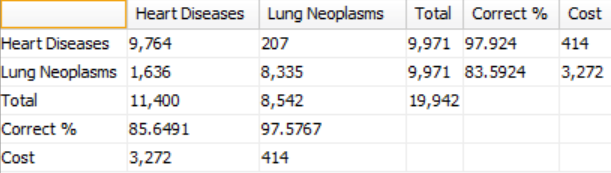 Heart Diseases Lung Neoplasms Total Correct % Cost
Heart Diseases 9,764 207 9,971 97.924 414
Lung Neoplasms 1,636 8,335 9,971 83.5924 3,272
Total 11,400 8,542 19,942
Correct % 85.6491 97.5767
Cost 3,272 414